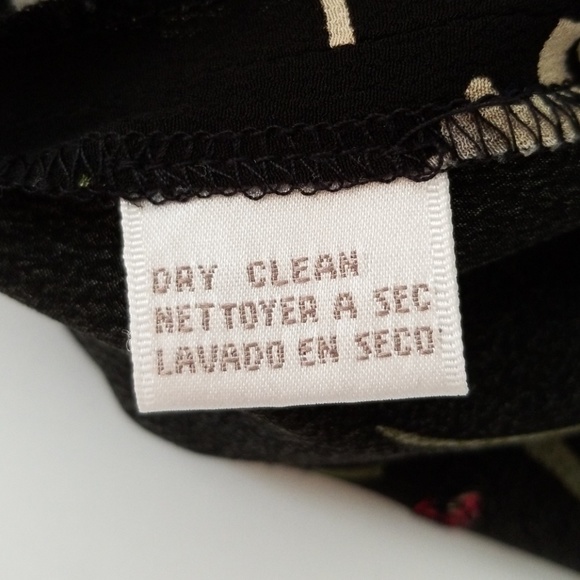 DRY CLEAN
NETTOYER A SEC
LAVADO EN SECO